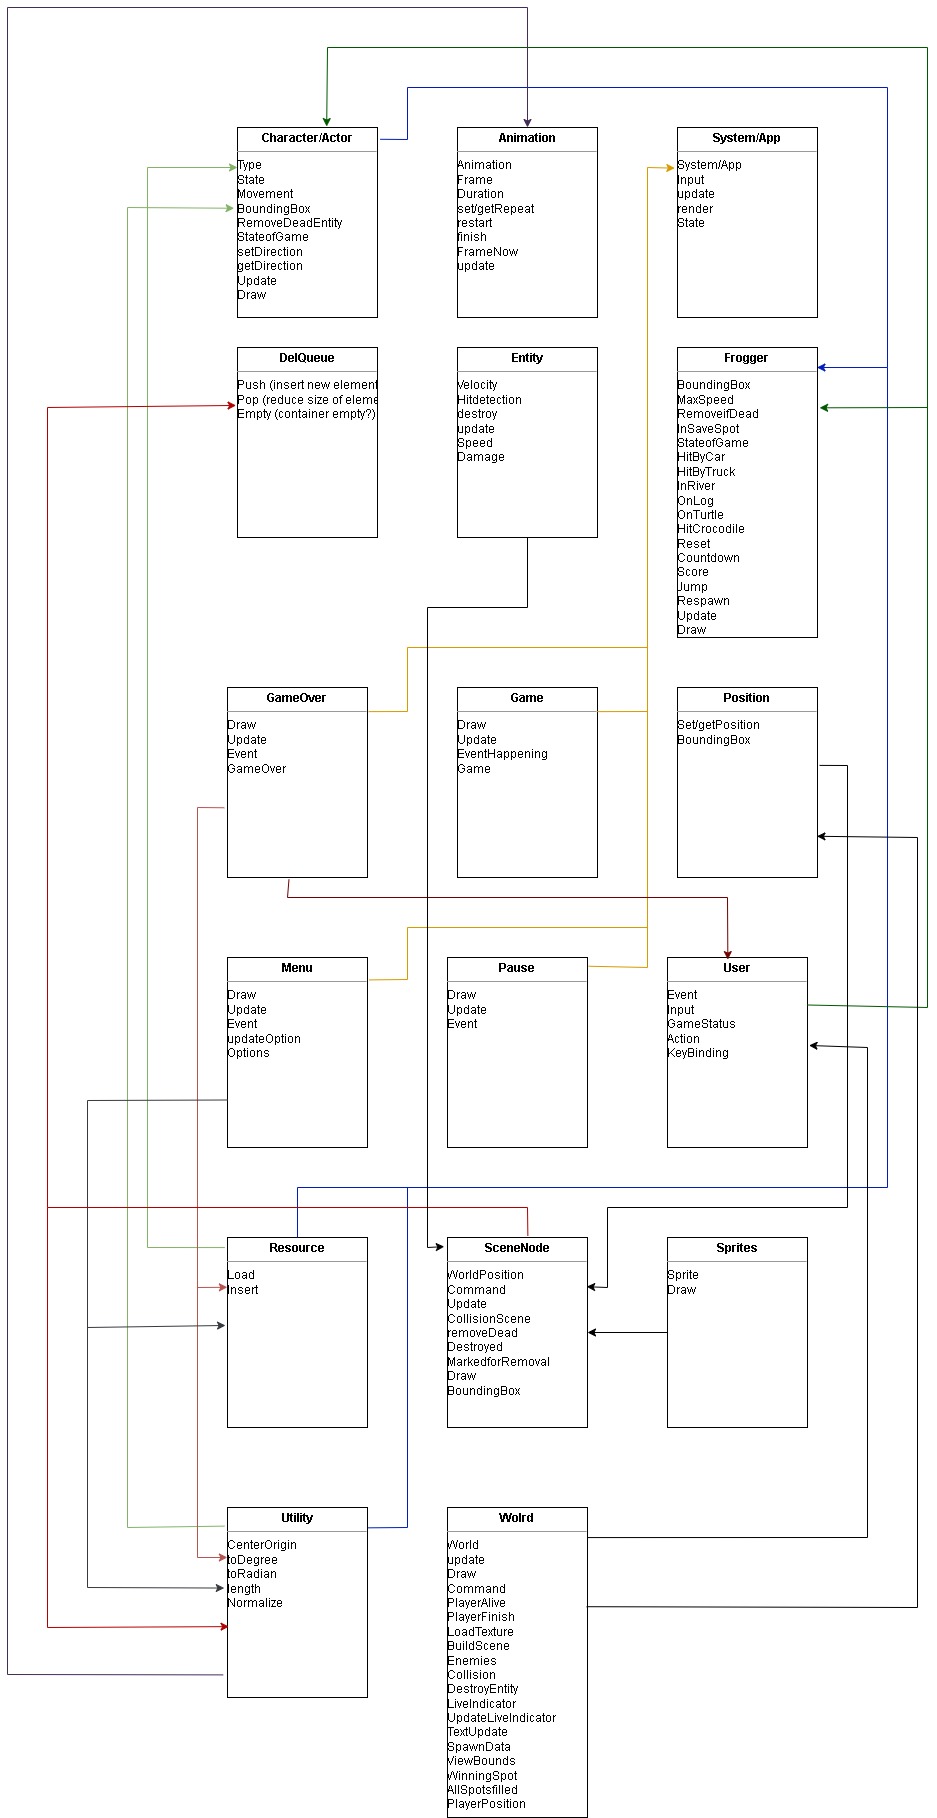 Character/Actor
Type
State
Movement
BoundingBox
RemoveDeadEntity
StateofGame
setDirection
getDirection
Update
Draw
Animation
Animation
Frame
Duration
set/getRepeat
restart
finish
FrameNow
update
System/App
System/App
Input
update
render
State
DelQueue
Push (insert new element
Pop (reduce size of eleme
Empty (container empty?)
Entity
Velocity
Hitdetection
destroy
update
Speed
Damage
Frogger
BoundingBox
MaxSpeed
RemoveifDead
InSaveSpot
StateofGame
HitByCar
HitByTruck
InRiver
OnLog
OnTurtle
HitCrocodile
Reset
Countdown
Score
Jump
Respawn
Update
Draw
GameOver
Draw
Update
Event
GameOver
Game
Draw
Update
EventHappening
Game
Position
Set/getPosition
BoundingBox
Menu
Draw
Update
Event
updateOption
Options
Pause
Draw
Update
Event
User
Event
Input
GameStatus
Action
KeyBinding
Resource
Load
Insert
SceneNode
WorldPosition
Command
Update
CollisionScene
removeDead
Destroyed
MarkedforRemoval
Draw
BoundingBox
Sprites
Sprite
Draw
Utility
CenterOrigin
toDegree
toRadian
length
Normalize
Wolrd
World
update
Draw
Command
PlayerAlive
PlayerFinish
LoadTexture
BuildScene
Enemies
Collision
DestroyEntity
LiveIndicator
UpdateLiveIndicator
TextUpdate
SpawnData
ViewBounds
WinningSpot
AllSpotsfilled
PlayerPosition